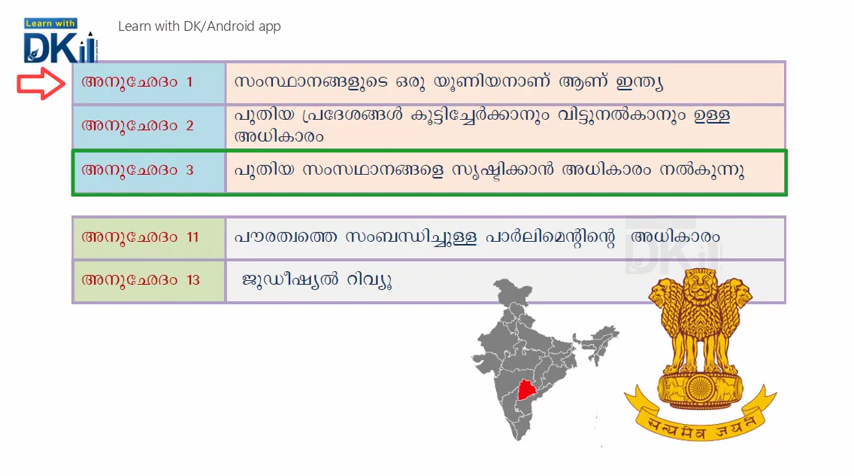 Learn with
DK
Learn with DK/Android app
അനുഛേദം 1 സംസ്ഥാനങ്ങളുടെ ഒരു യൂണിയനാണ് ആണ് ഇന്ത്യ
അനുഛേദം 2 പുതിയ പ്രദേശങ്ങൾ കൂട്ടിച്ചേർക്കാനും വിട്ടുനൽകാനും ഉള്ള
അധികാരം
അനുഛേദം 3 പുതിയ സംസഥാനങ്ങളെ സൃഷ്ടിക്കാൻ അധികാരം നൽകുന്നു
അനുഛേദം 11 പൗരത്വത്തെ സംബന്ധിച്ചുള്ള പാർലിമെന്റിന്റെ അധികാരം
അനുഛേദം 13 ജുഡീഷ്യൽ റിവ്യൂ
DK
सत्यमेव जयते